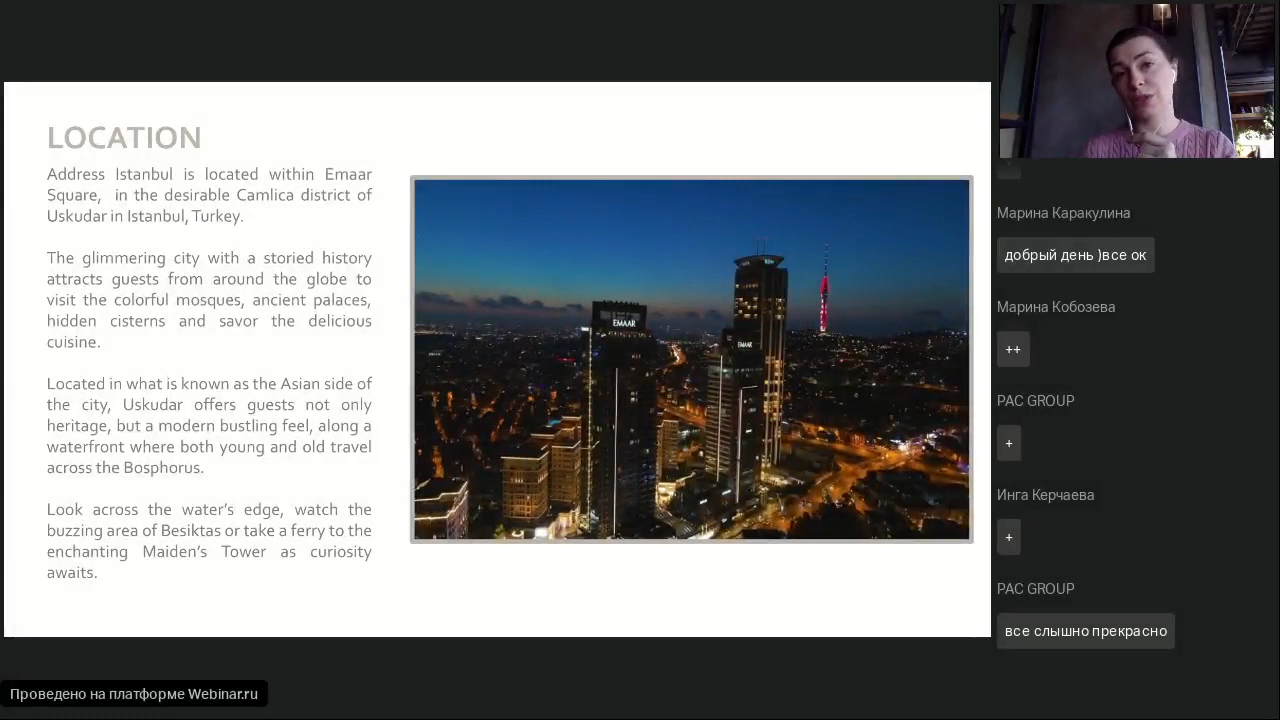 LOCATION
Address Istanbul is located within Emaar
Square, in the desirable Camlica district of
Uskudar in Istanbul, Turkey.
The glimmering city with a storied history
attracts guests from around the globe to
visit the colorful mosques, ancient palaces,
hidden cisterns and savor the delicious
cuisine.
Located in what is known as the Asian side of
the city, Uskudar offers guests not only
heritage, but a modern bustling feel, along a
waterfront where both young and old travel
across the Bosphorus.
Look across the water’s edge, watch the
buzzing area of Besiktas or take a ferry to the
enchanting Maiden’s Tower as curiosity
awaits.
EMAAR
EMAAR
Марина Каракулина
добрый день )все ок
Марина Кобозева
++
PAC GROUP
+
Инга Керчаева
+
PAC GROUP
все слышно прекрасно
Проведено на платформе Webinar.ru